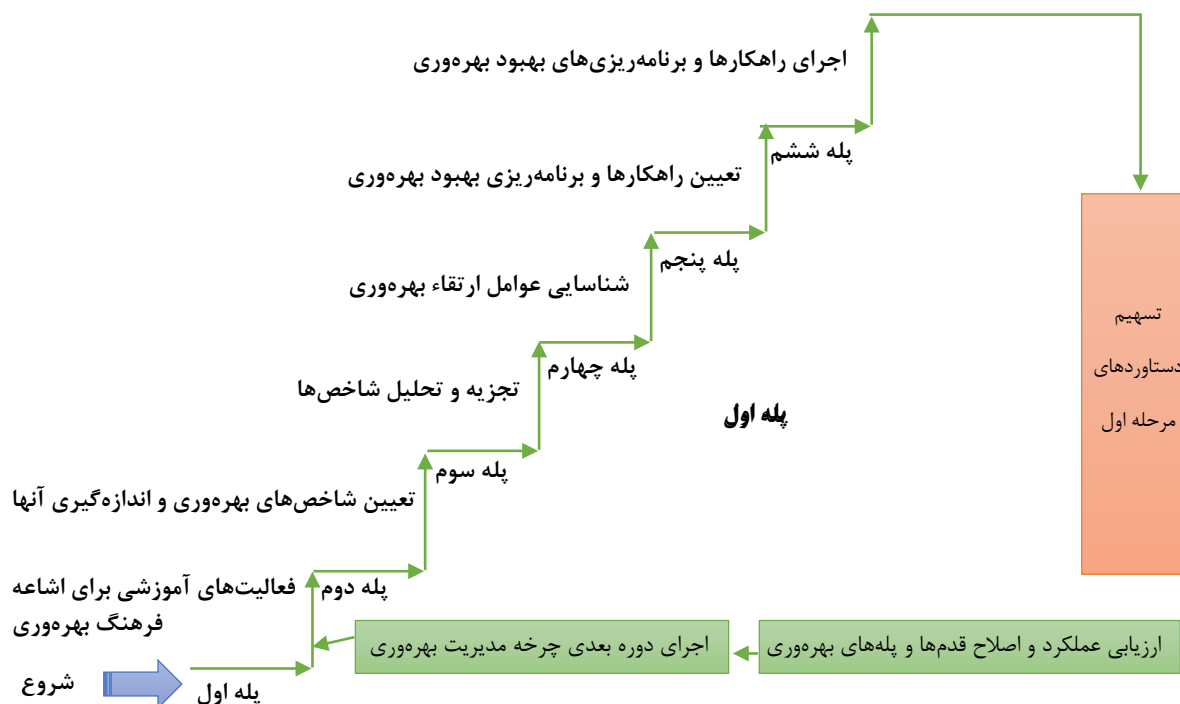 اجرای راهکارها و برنامه‌ریزی‌های بهبود بهره‌وری
پله ششم
تعیین راهکارها و برنامه‌ریزی بهبود بهره‌وری
پله پنجم
شناسایی عوامل ارتقاء بهره‌وری
تسهیم
دستاوردهای
مرحله اول
پله چهارم
تجزیه و تحلیل شاخص‌ها
پله اول
پله سوم
تعیین شاخص‌های بهره‌وری و اندازه‌گیری آنها
پله دوم
فعالیت‌های آموزشی برای اشاعه
فرهنگ بهره‌وری
ارزیابی عملکرد و اصلاح قدم‌ها و پله‌های بهره‌وری
اجرای دوره بعدی چرخه مدیریت بهره‌وری
پله اول
شروع